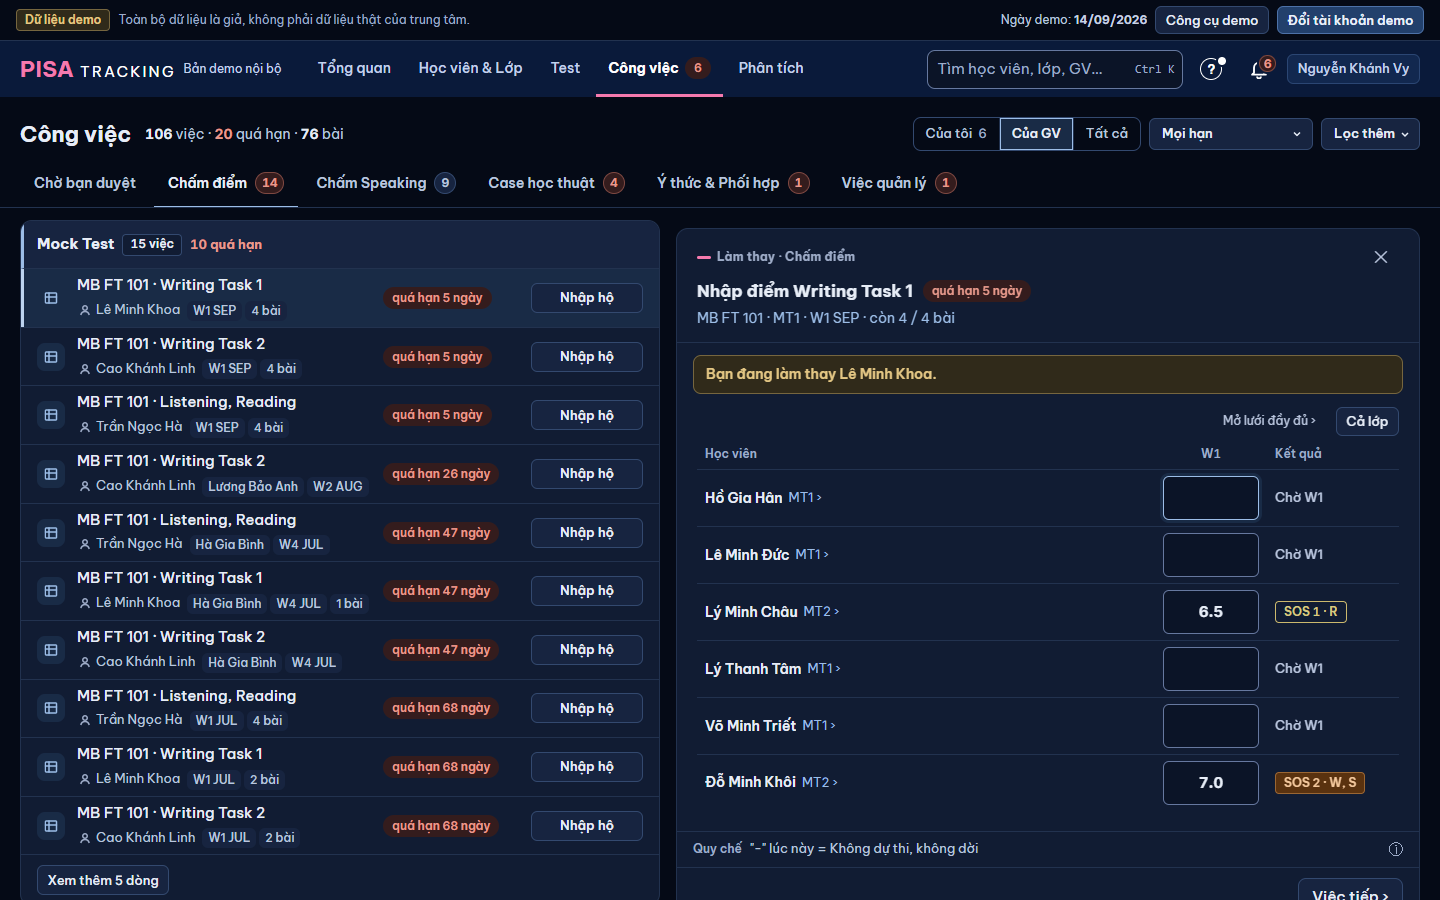 Dữ liệu demo Toàn bộ dữ liệu là giả, không phải dữ liệu thật của trung tâm. Ngày demo: 14/09/2026 Công cụ demo Đổi tài khoản demo
PISA TRACKING Bản demo nội bộ Tổng quan Học viên & Lớp Test Công việc 6 Phân tích Tìm học viên, lớp, GV... Ctrl K ? 6 Nguyễn Khánh Vy
Công việc 106 việc · 20 quá hạn · 76 bài Của tôi 6 Của GV Tất cả Mọi hạn Lọc thêm
Chờ bạn duyệt Chấm điểm 14 Chấm Speaking 9 Case học thuật 4 Ý thức & Phối hợp 1 Việc quản lý 1
Mock Test 15 việc 10 quá hạn
MB FT 101 · Writing Task 1
Lê Minh Khoa W1 SEP 4 bài quá hạn 5 ngày Nhập hộ
MB FT 101 · Writing Task 2
Cao Khánh Linh W1 SEP 4 bài quá hạn 5 ngày Nhập hộ
MB FT 101 · Listening, Reading
Trần Ngọc Hà W1 SEP 4 bài quá hạn 5 ngày Nhập hộ
MB FT 101 · Writing Task 2
Cao Khánh Linh Lương Bảo Anh W2 AUG quá hạn 26 ngày Nhập hộ
MB FT 101 · Listening, Reading
Trần Ngọc Hà Hà Gia Bình W4 JUL quá hạn 47 ngày Nhập hộ
MB FT 101 · Writing Task 1
Lê Minh Khoa Hà Gia Bình W4 JUL 1 bài quá hạn 47 ngày Nhập hộ
MB FT 101 · Writing Task 2
Cao Khánh Linh Hà Gia Bình W4 JUL quá hạn 47 ngày Nhập hộ
MB FT 101 · Listening, Reading
Trần Ngọc Hà W1 JUL 4 bài quá hạn 68 ngày Nhập hộ
MB FT 101 · Writing Task 1
Lê Minh Khoa W1 JUL 2 bài quá hạn 68 ngày Nhập hộ
MB FT 101 · Writing Task 2
Cao Khánh Linh W1 JUL 2 bài quá hạn 68 ngày Nhập hộ
Xem thêm 5 dòng
Làm thay · Chấm điểm
Nhập điểm Writing Task 1 quá hạn 5 ngày
MB FT 101 · MT1 · W1 SEP · còn 4 / 4 bài
Bạn đang làm thay Lê Minh Khoa.
Mở lưới đầy đủ › Cả lớp
Học viên W1 Kết quả
Hồ Gia Hân MT1 › Chờ W1
Lê Minh Đức MT1 › Chờ W1
Lý Minh Châu MT2 › 6.5 SOS 1 · R
Lý Thanh Tâm MT1 › Chờ W1
Võ Minh Triết MT1 › Chờ W1
Đỗ Minh Khôi MT2 › 7.0 SOS 2 · W, S
Quy chế "-" lúc này = Không dự thi, không dời
Việc tiếp ›